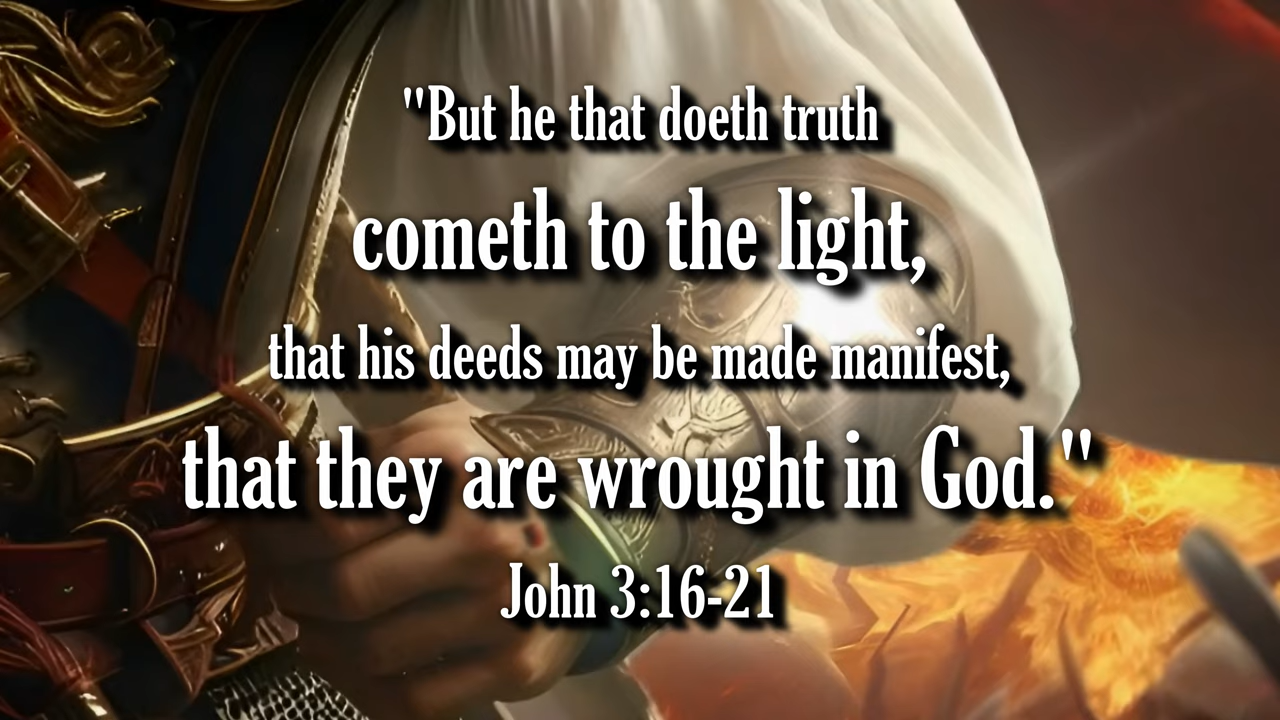 "But he that doeth truth
cometh to the light,
that his deeds may be made manifest,
that they are wrought in God."
John 3:16-21